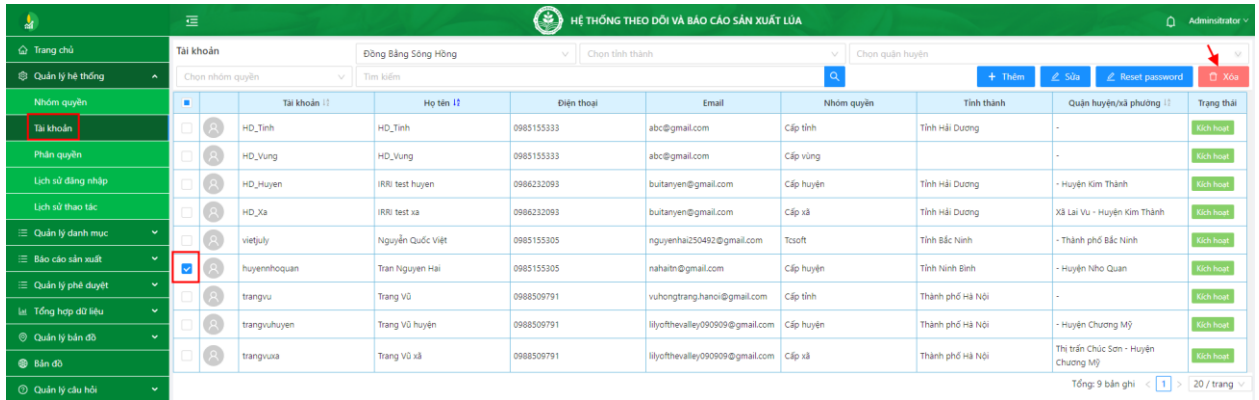 HỆ THỐNG THEO DÕI VÀ BÁO CÁO SẢN XUẤT LÚA
Adminsitrator
Trang chủ
Quản lý hệ thống
Nhóm quyền
Tài khoản
Phân quyền
Lịch sử đăng nhập
Lịch sử thao tác
Quản lý danh mục
Báo cáo sản xuất
Quản lý phê duyệt
Tổng hợp dữ liệu
Quản lý bản đồ
Bản đồ
Quản lý câu hỏi
Tài khoản Đồng Bằng Sông Hồng Chọn tỉnh thành Chọn quận huyện
Chọn nhóm quyền Tìm kiếm + Thêm Sửa Reset password Xóa
Tài khoản Họ tên Điện thoại Email Nhóm quyền Tỉnh thành Quận huyện/xã phường Trạng thái
HD_Tinh HD_Tinh 0985155333 abc@gmail.com Cấp tỉnh Tỉnh Hải Dương - Kích hoạt
HD_Vung HD_Vung 0985155333 abc@gmail.com Cấp vùng - Kích hoạt
HD_Huyen IRRI test huyen 0986232093 buitanyen@gmail.com Cấp huyện Tỉnh Hải Dương - Huyện Kim Thành Kích hoạt
HD_Xa IRRI test xa 0986232093 buitanyen@gmail.com Cấp xã Tỉnh Hải Dương Xã Lai Vu - Huyện Kim Thành Kích hoạt
vietjuly Nguyễn Quốc Việt 0985155305 nguyenhai250492@gmail.com Tcsoft Tỉnh Bắc Ninh - Thành phố Bắc Ninh Kích hoạt
huyennhoquan Tran Nguyen Hai 0985155305 nahaitn@gmail.com Cấp huyện Tỉnh Ninh Bình - Huyện Nho Quan Kích hoạt
trangvu Trang Vũ 0988509791 vuhongtrang.hanoi@gmail.com Cấp tỉnh Thành phố Hà Nội - Kích hoạt
trangvuhuyen Trang Vũ huyện 0988509791 lilyofthevalley090909@gmail.com Cấp huyện Thành phố Hà Nội - Huyện Chương Mỹ Kích hoạt
trangvuxa Trang Vũ xã 0988509791 lilyofthevalley090909@gmail.com Cấp xã Thành phố Hà Nội Thị trấn Chúc Sơn - Huyện Chương Mỹ Kích hoạt
Tổng: 9 bản ghi < 1 > 20 / trang